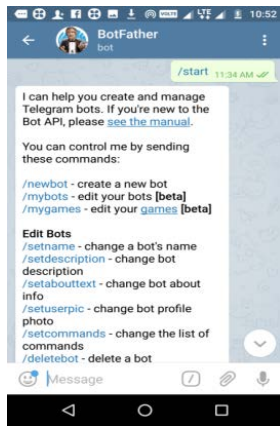 10:52
BotFather
bot
/start 11:34 AM
I can help you create and manage
Telegram bots. If you're new to the
Bot API, please see the manual.
You can control me by sending
these commands:
/newbot - create a new bot
/mybots - edit your bots [beta]
/mygames - edit your games [beta]
Edit Bots
/setname - change a bot's name
/setdescription - change bot
description
/setabouttext - change bot about
info
/setuserpic - change bot profile
photo
/setcommands - change the list of
commands
/deletebot - delete a bot
Message